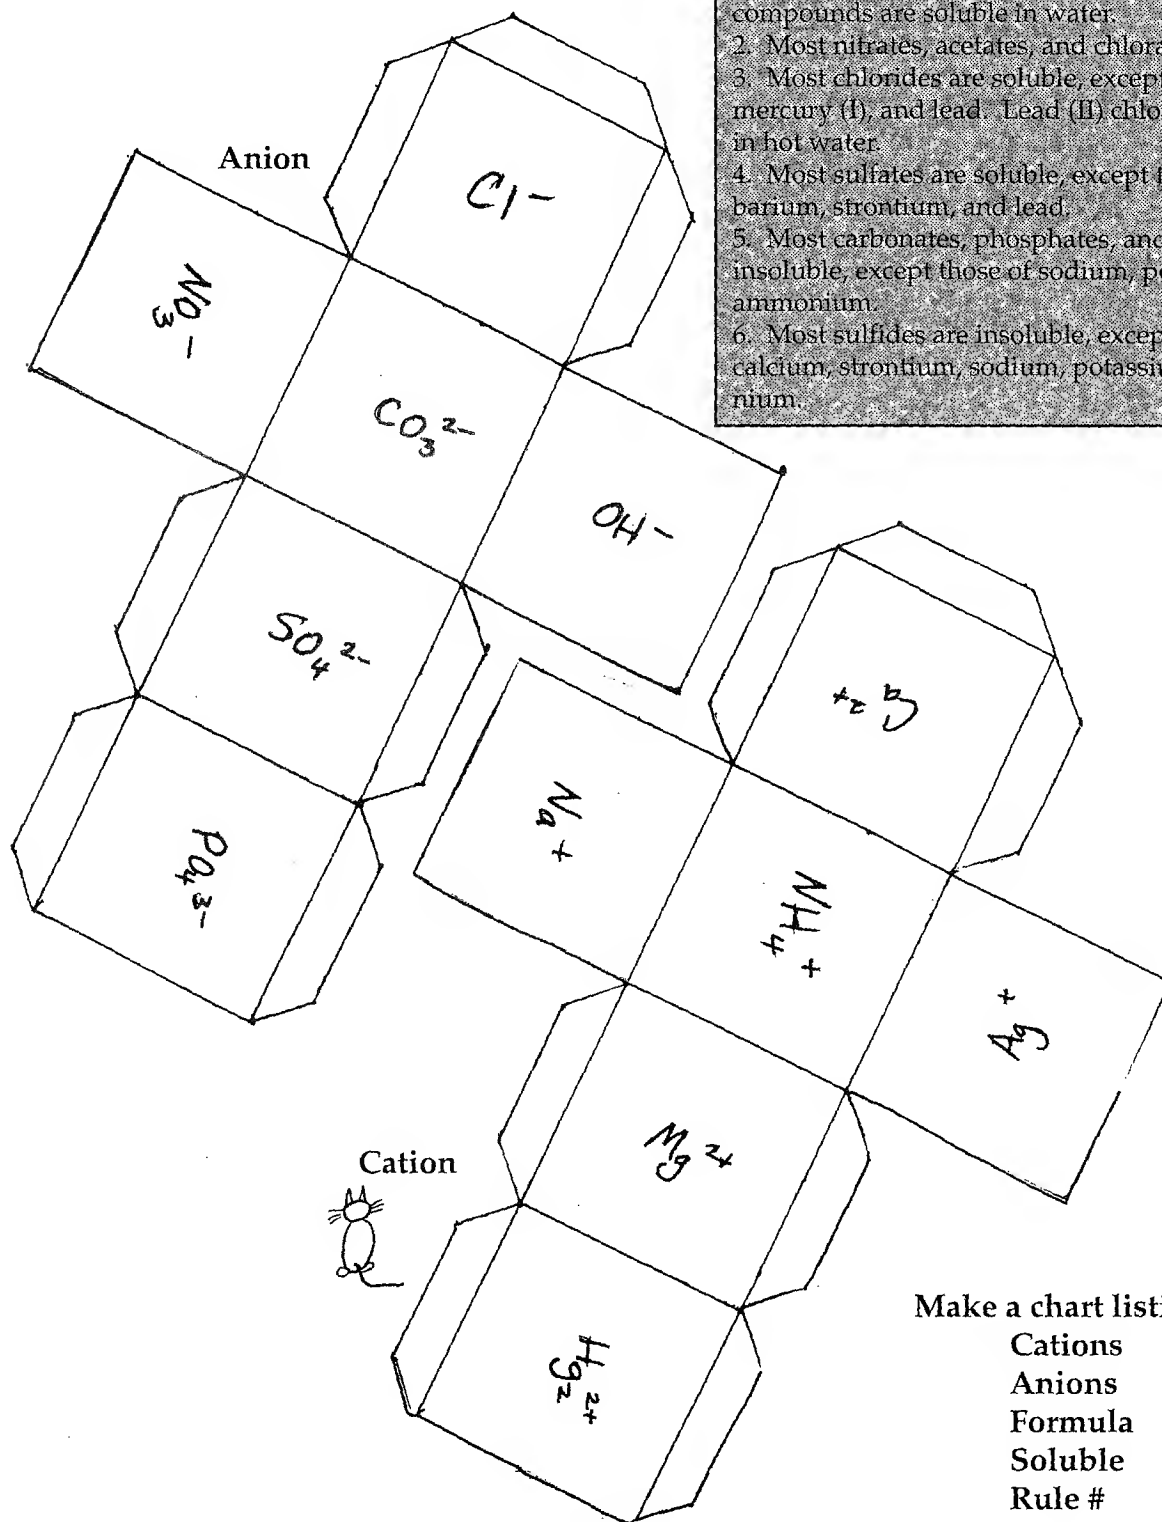 compounds are soluble in water.
2. Most nitrates, acetates, and chlora
3. Most chlorides are soluble, except
mercury (I), and lead. Lead (II) chlo
in hot water.
4. Most sulfates are soluble, except
barium, strontium, and lead.
5. Most carbonates, phosphates, and
insoluble, except those of sodium, p
ammonium.
6. Most sulfides are insoluble, excep
calcium, strontium, sodium, potassiu
nium.
Anion
Cl⁻
NO₃⁻
CO₃²⁻
OH⁻
SO₄²⁻
PO₄³⁻
Ca²⁺
Na⁺
NH₄⁺
Ag⁺
Mg²⁺
Cation
Hg₂²⁺
Make a chart listi
Cations
Anions
Formula
Soluble
Rule #